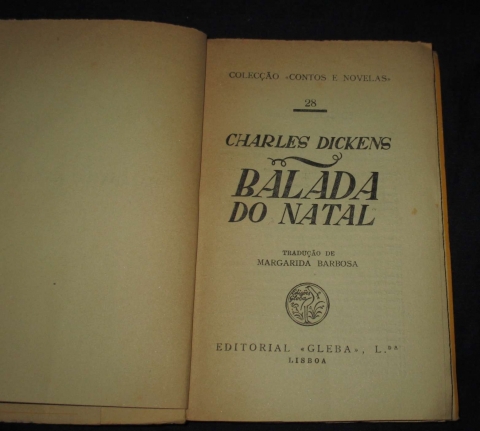 COLECÇÃO «CONTOS E NOVELAS»
28
CHARLES DICKENS
BALADA
DO NATAL
TRADUÇÃO DE
MARGARIDA BARBOSA
EDITORIAL «GLEBA», L.DA
LISBOA